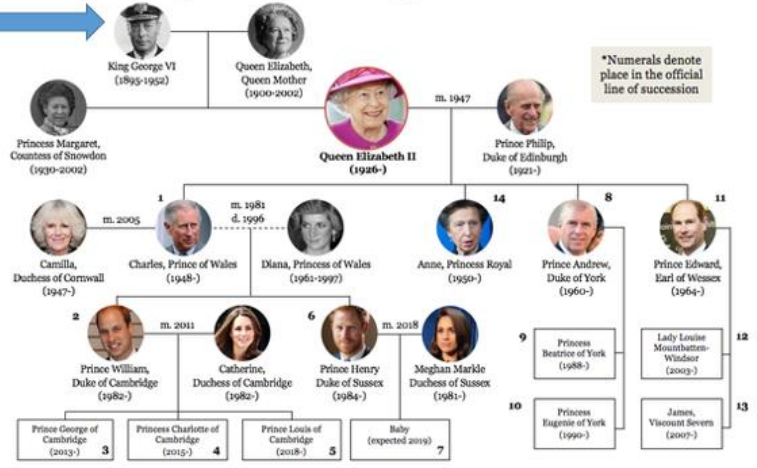 King George VI
(1895-1952)
Queen Elizabeth,
Queen Mother
(1900-2002)
*Numerals denote
place in the official
line of succession
Princess Margaret,
Countess of Snowdon
(1930-2002)
m. 1947
Queen Elizabeth II
(1926-)
Prince Philip,
Duke of Edinburgh
(1921-)
m. 2005
Camilla,
Duchess of Cornwall
(1947-)
1
Charles, Prince of Wales
(1948-)
m. 1981
d. 1996
Diana, Princess of Wales
(1961-1997)
14
Anne, Princess Royal
(1950-)
8
Prince Andrew,
Duke of York
(1960-)
11
Prince Edward,
Earl of Wessex
(1964-)
2
Prince William,
Duke of Cambridge
(1982-)
m. 2011
Catherine,
Duchess of Cambridge
(1982-)
6
Prince Henry
Duke of Sussex
(1984-)
m. 2018
Meghan Markle
Duchess of Sussex
(1981-)
9
Princess
Beatrice of York
(1988-)
Lady Louise
Mountbatten-
Windsor
(2003-)
12
10
Princess
Eugenie of York
(1990-)
James,
Viscount Severn
(2007-)
13
Prince George of
Cambridge
(2013-)
3
Princess Charlotte of
Cambridge
(2015-)
4
Prince Louis of
Cambridge
(2018-)
5
Baby
(expected 2019)
7